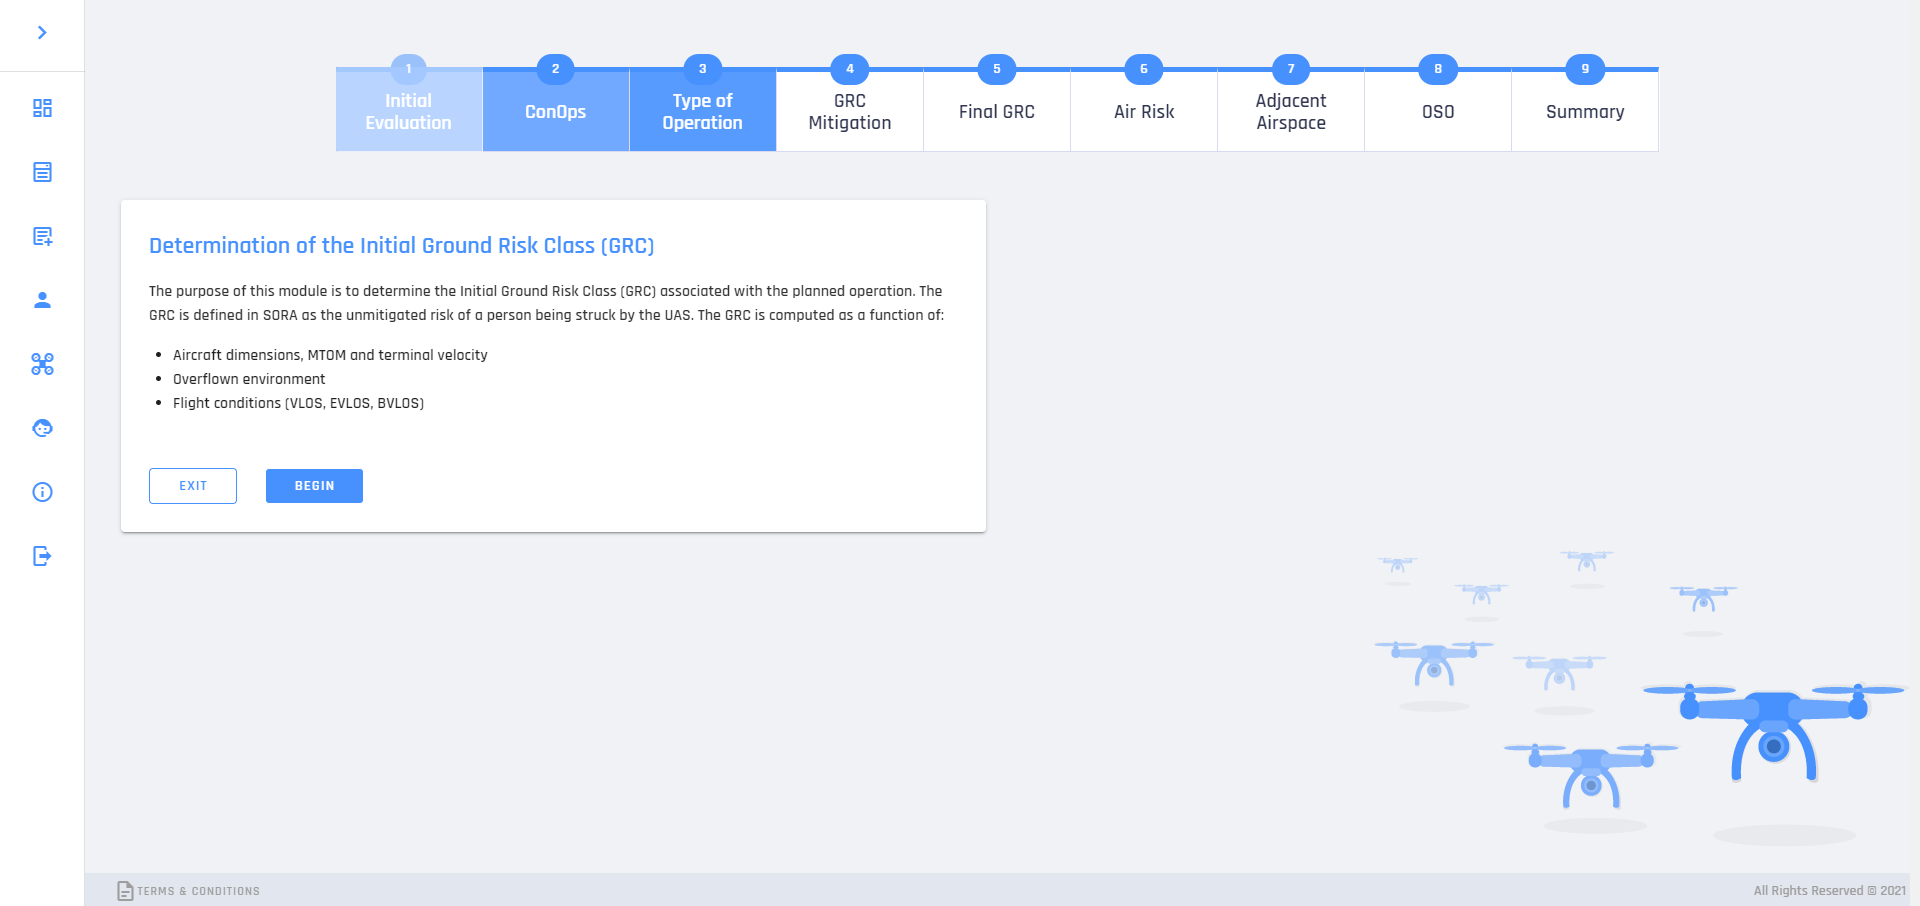 1
Initial
Evaluation
2
ConOps
3
Type of
Operation
4
GRC
Mitigation
5
Final GRC
6
Air Risk
7
Adjacent
Airspace
8
OSO
9
Summary
Determination of the Initial Ground Risk Class (GRC)
The purpose of this module is to determine the Initial Ground Risk Class (GRC) associated with the planned operation. The
GRC is defined in SORA as the unmitigated risk of a person being struck by the UAS. The GRC is computed as a function of:
• Aircraft dimensions, MTOM and terminal velocity
• Overflown environment
• Flight conditions (VLOS, EVLOS, BVLOS)
EXIT
BEGIN
TERMS & CONDITIONS
All Rights Reserved © 2021